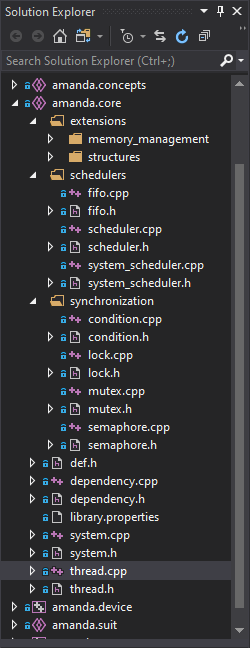 Solution Explorer
Search Solution Explorer (Ctrl+;)
amanda.concepts
amanda.core
extensions
memory_management
structures
schedulers
fifo.cpp
fifo.h
scheduler.cpp
scheduler.h
system_scheduler.cpp
system_scheduler.h
synchronization
condition.cpp
condition.h
lock.cpp
lock.h
mutex.cpp
mutex.h
semaphore.cpp
semaphore.h
def.h
dependency.cpp
dependency.h
library.properties
system.cpp
system.h
thread.cpp
thread.h
amanda.device
amanda.suit